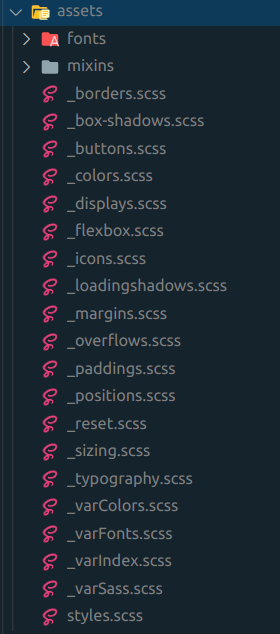 assets
fonts
mixins
_borders.scss
_box-shadows.scss
_buttons.scss
_colors.scss
_displays.scss
_flexbox.scss
_icons.scss
_loadingshadows.scss
_margins.scss
_overflows.scss
_paddings.scss
_positions.scss
_reset.scss
_sizing.scss
_typography.scss
_varColors.scss
_varFonts.scss
_varIndex.scss
_varSass.scss
styles.scss